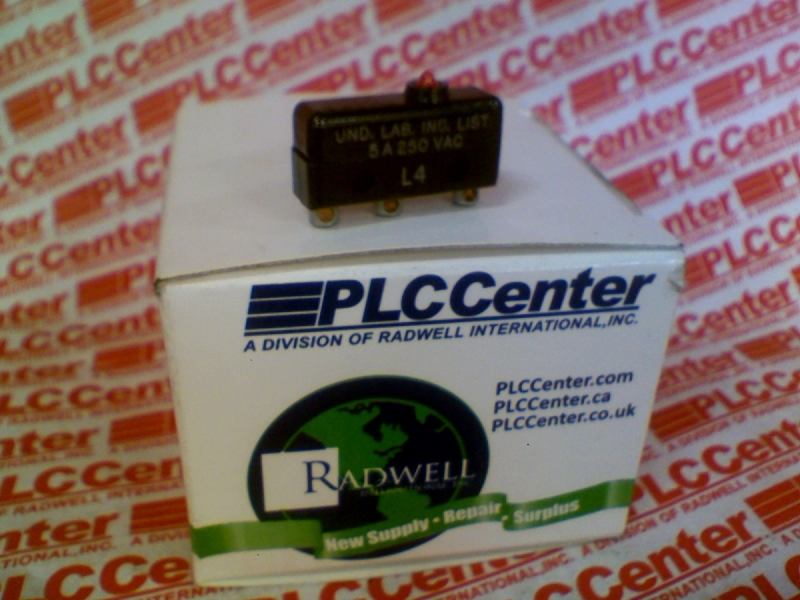 UND. LAB. INC. LIST
5 A 250 VAC
L4
PLCCenter
A DIVISION OF RADWELL INTERNATIONAL, INC.
PLCCenter.com
PLCCenter.ca
PLCCenter.co.uk
RADWELL
New Supply • Repair • Surplus